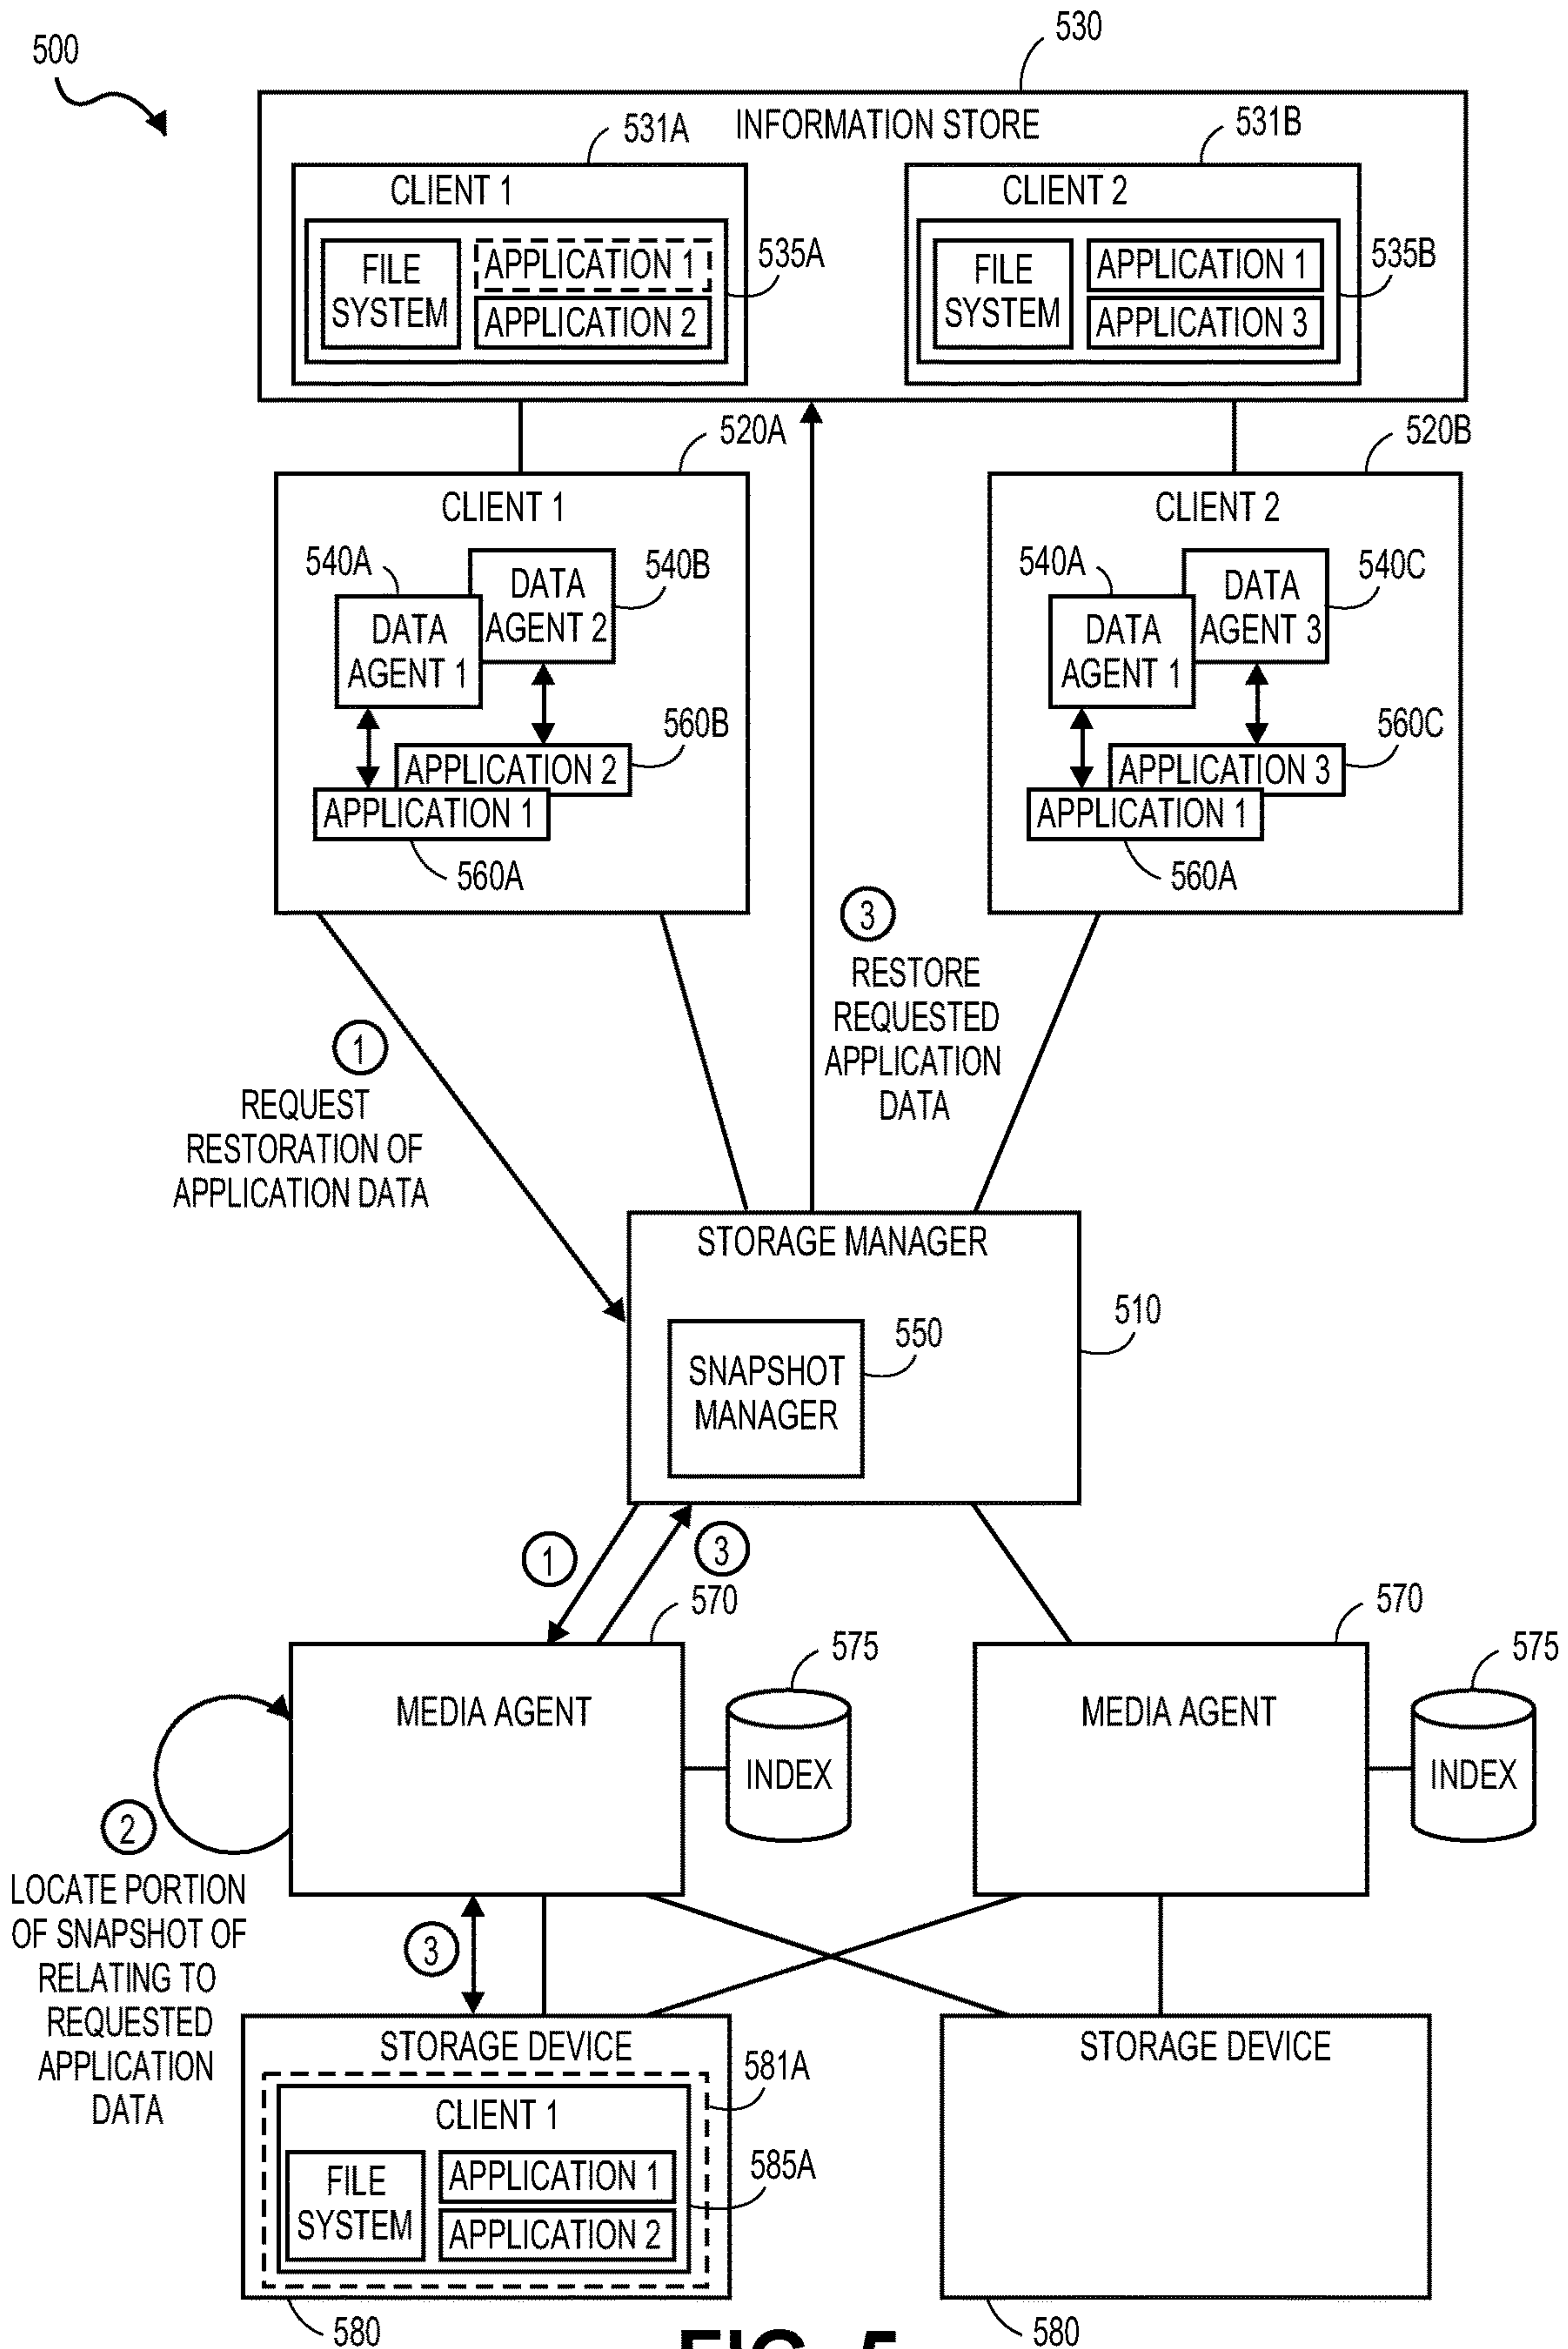 500
530
INFORMATION STORE
531A
531B
CLIENT 1
CLIENT 2
FILE
SYSTEM
APPLICATION 1
APPLICATION 2
535A
FILE
SYSTEM
APPLICATION 1
APPLICATION 3
535B
520A
520B
CLIENT 1
540A
540B
DATA
AGENT 1
DATA
AGENT 2
560B
APPLICATION 2
APPLICATION 1
560A
CLIENT 2
540A
540C
DATA
AGENT 1
DATA
AGENT 3
560C
APPLICATION 3
APPLICATION 1
560A
3
RESTORE
REQUESTED
APPLICATION
DATA
1
REQUEST
RESTORATION OF
APPLICATION DATA
STORAGE MANAGER
510
550
SNAPSHOT
MANAGER
1
3
570
570
MEDIA AGENT
575
INDEX
MEDIA AGENT
575
INDEX
2
LOCATE PORTION
OF SNAPSHOT OF
RELATING TO
REQUESTED
APPLICATION
DATA
3
STORAGE DEVICE
581A
CLIENT 1
585A
FILE
SYSTEM
APPLICATION 1
APPLICATION 2
580
STORAGE DEVICE
580
FIG. 5